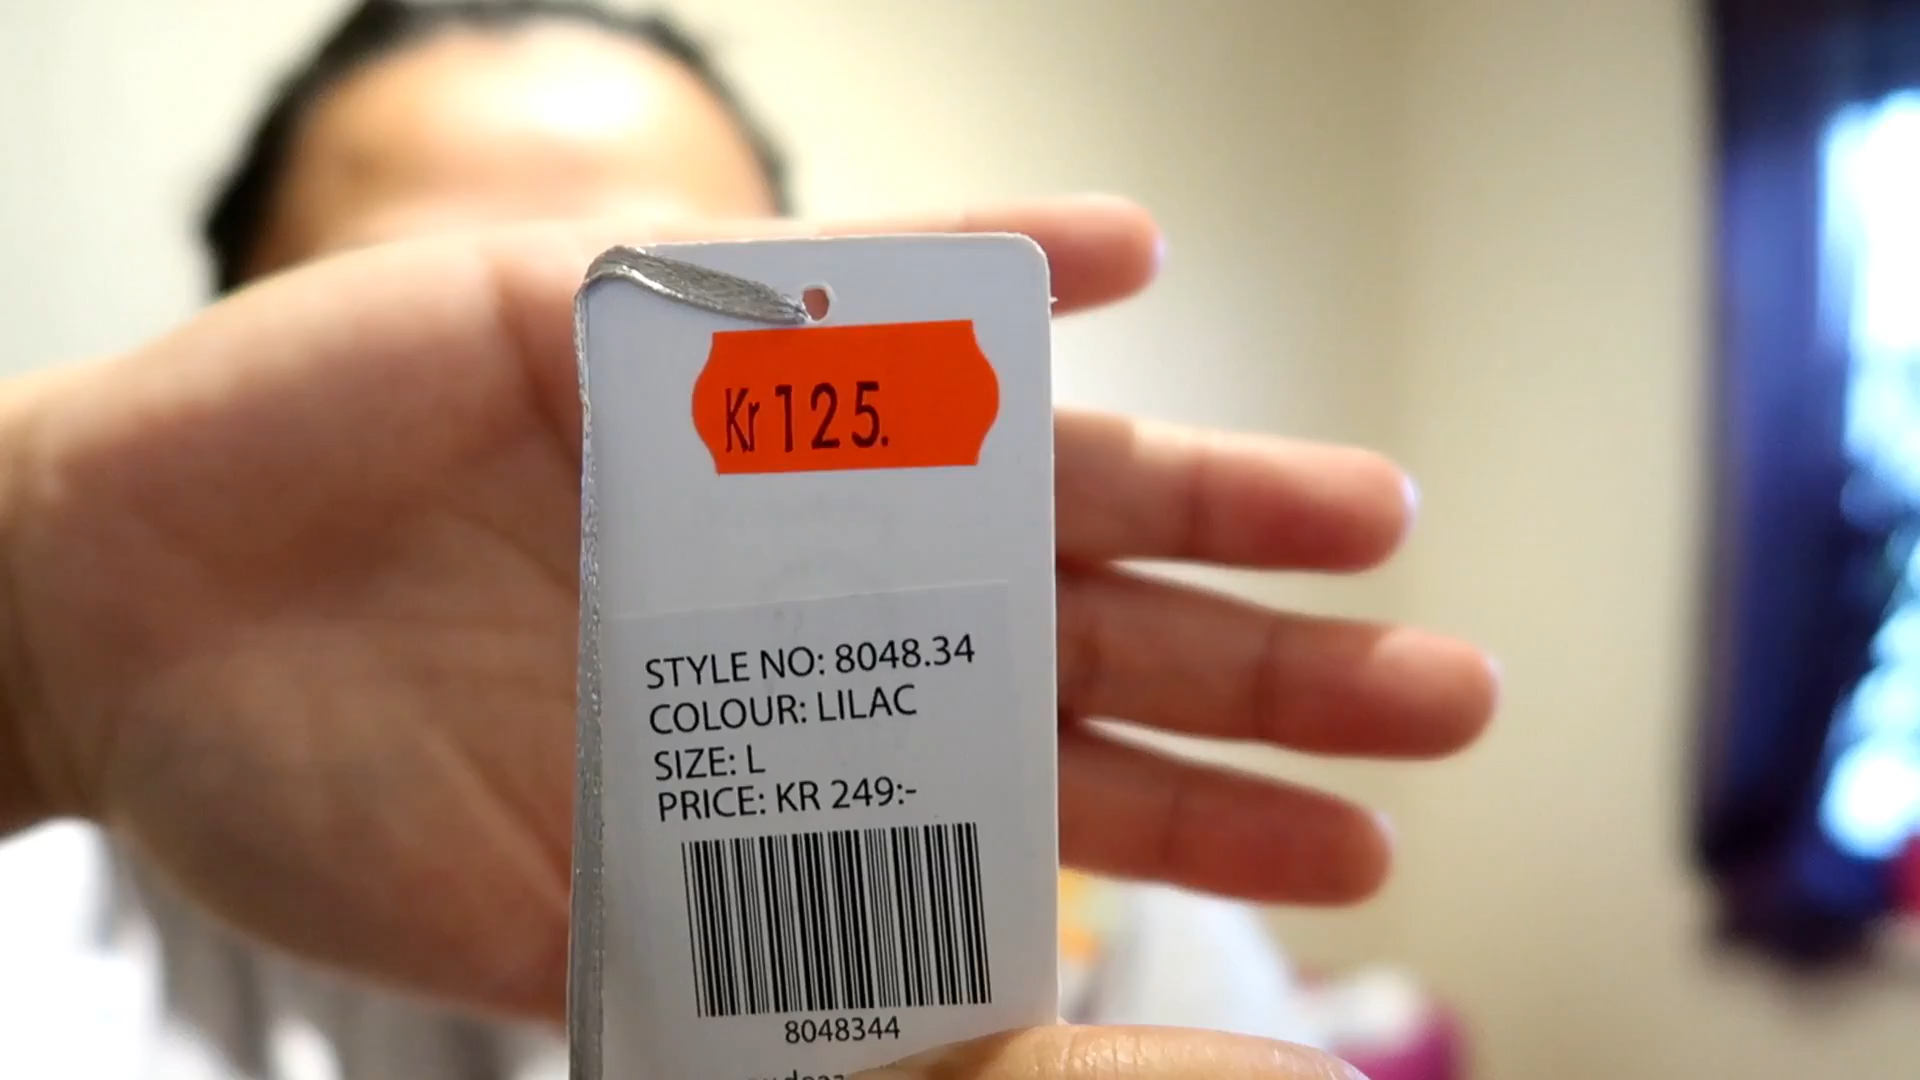 Kr 125.
STYLE NO: 8048.34
COLOUR: LILAC
SIZE: L
PRICE: KR 249:-
8048344